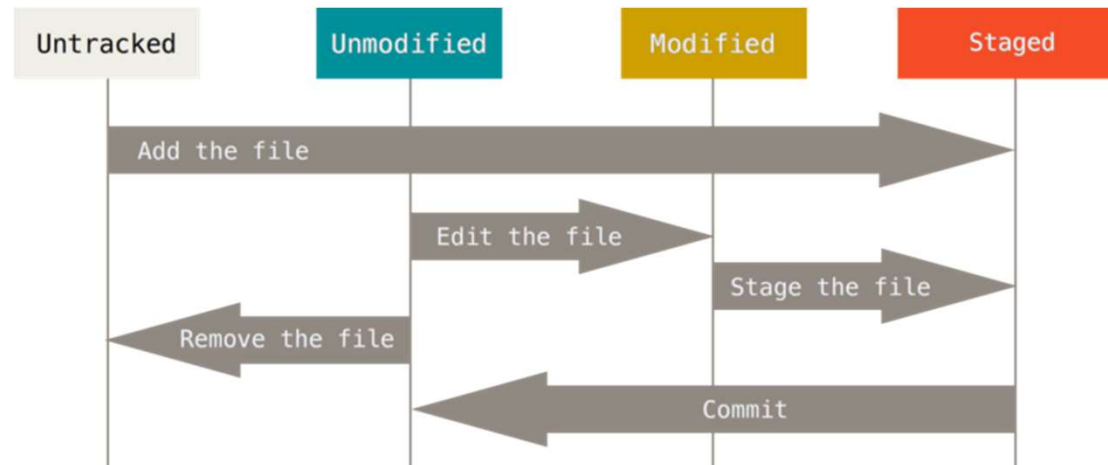 Untracked
Unmodified
Modified
Staged
Add the file
Edit the file
Stage the file
Remove the file
Commit